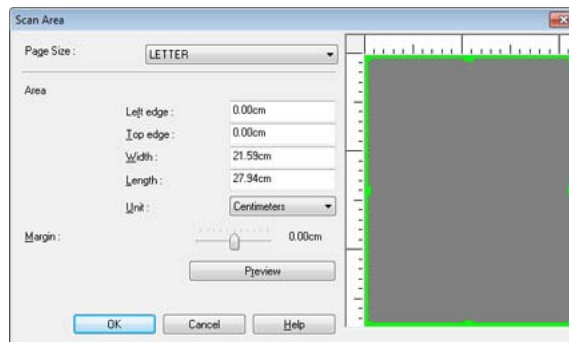 Scan Area
Page Size : LETTER
Area
Left edge : 0.00cm
Top edge : 0.00cm
Width : 21.59cm
Length : 27.94cm
Unit : Centimeters
Margin : 0.00cm
Preview
OK Cancel Help